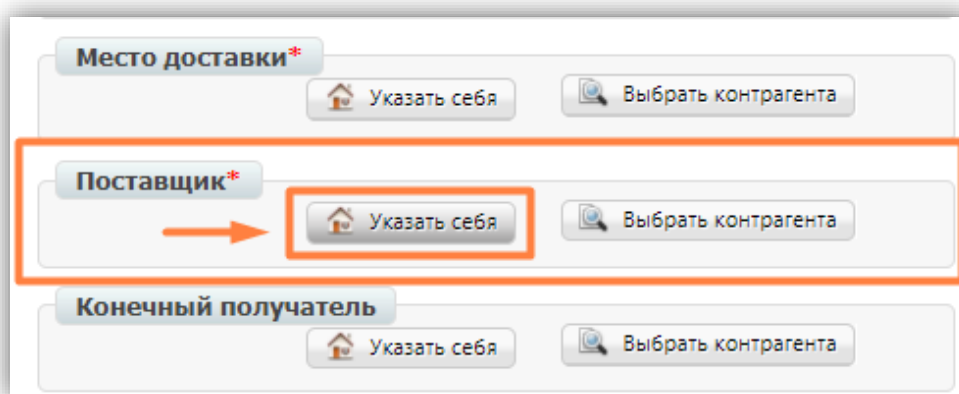 Место доставки*
Указать себя Выбрать контрагента
Поставщик*
Указать себя Выбрать контрагента
Конечный получатель
Указать себя Выбрать контрагента